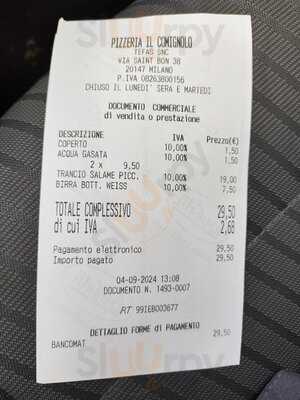 PIZZERIA IL COMIGNOLO
TEFAS SNC
VIA SAINT BON 38
20147 MILANO
P.IVA 08263800156
CHIUSO IL LUNEDI' SERA E MARTEDI
DOCUMENTO COMMERCIALE
di vendita o prestazione
DESCRIZIONE IVA Prezzo(€)
COPERTO 10,00% 1,50
ACQUA GASATA 10,00% 1,50
2 x 9,50
TRANCIO SALAME PICC. 10,00% 19,00
BIRRA BOTT. WEISS 10,00% 7,50
TOTALE COMPLESSIVO 29,50
di cui IVA 2,68
Pagamento elettronico 29,50
Importo pagato 29,50
04-09-2024 13:08
DOCUMENTO N. 1493-0007
RT 99IEB003677
DETTAGLIO FORME di PAGAMENTO
BANCOMAT 29,50
Sluurpy